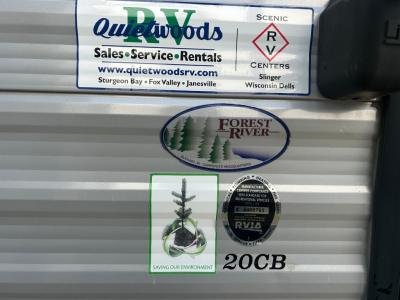 RV
Quietwoods
Sales•Service•Rentals
www.quietwoodsrv.com
Sturgeon Bay • Fox Valley • Janesville
SCENIC
R
V
CENTERS
Slinger
Wisconsin Dells
FOREST
RIVER
RVIA
SAVING OUR ENVIRONMENT
20CB